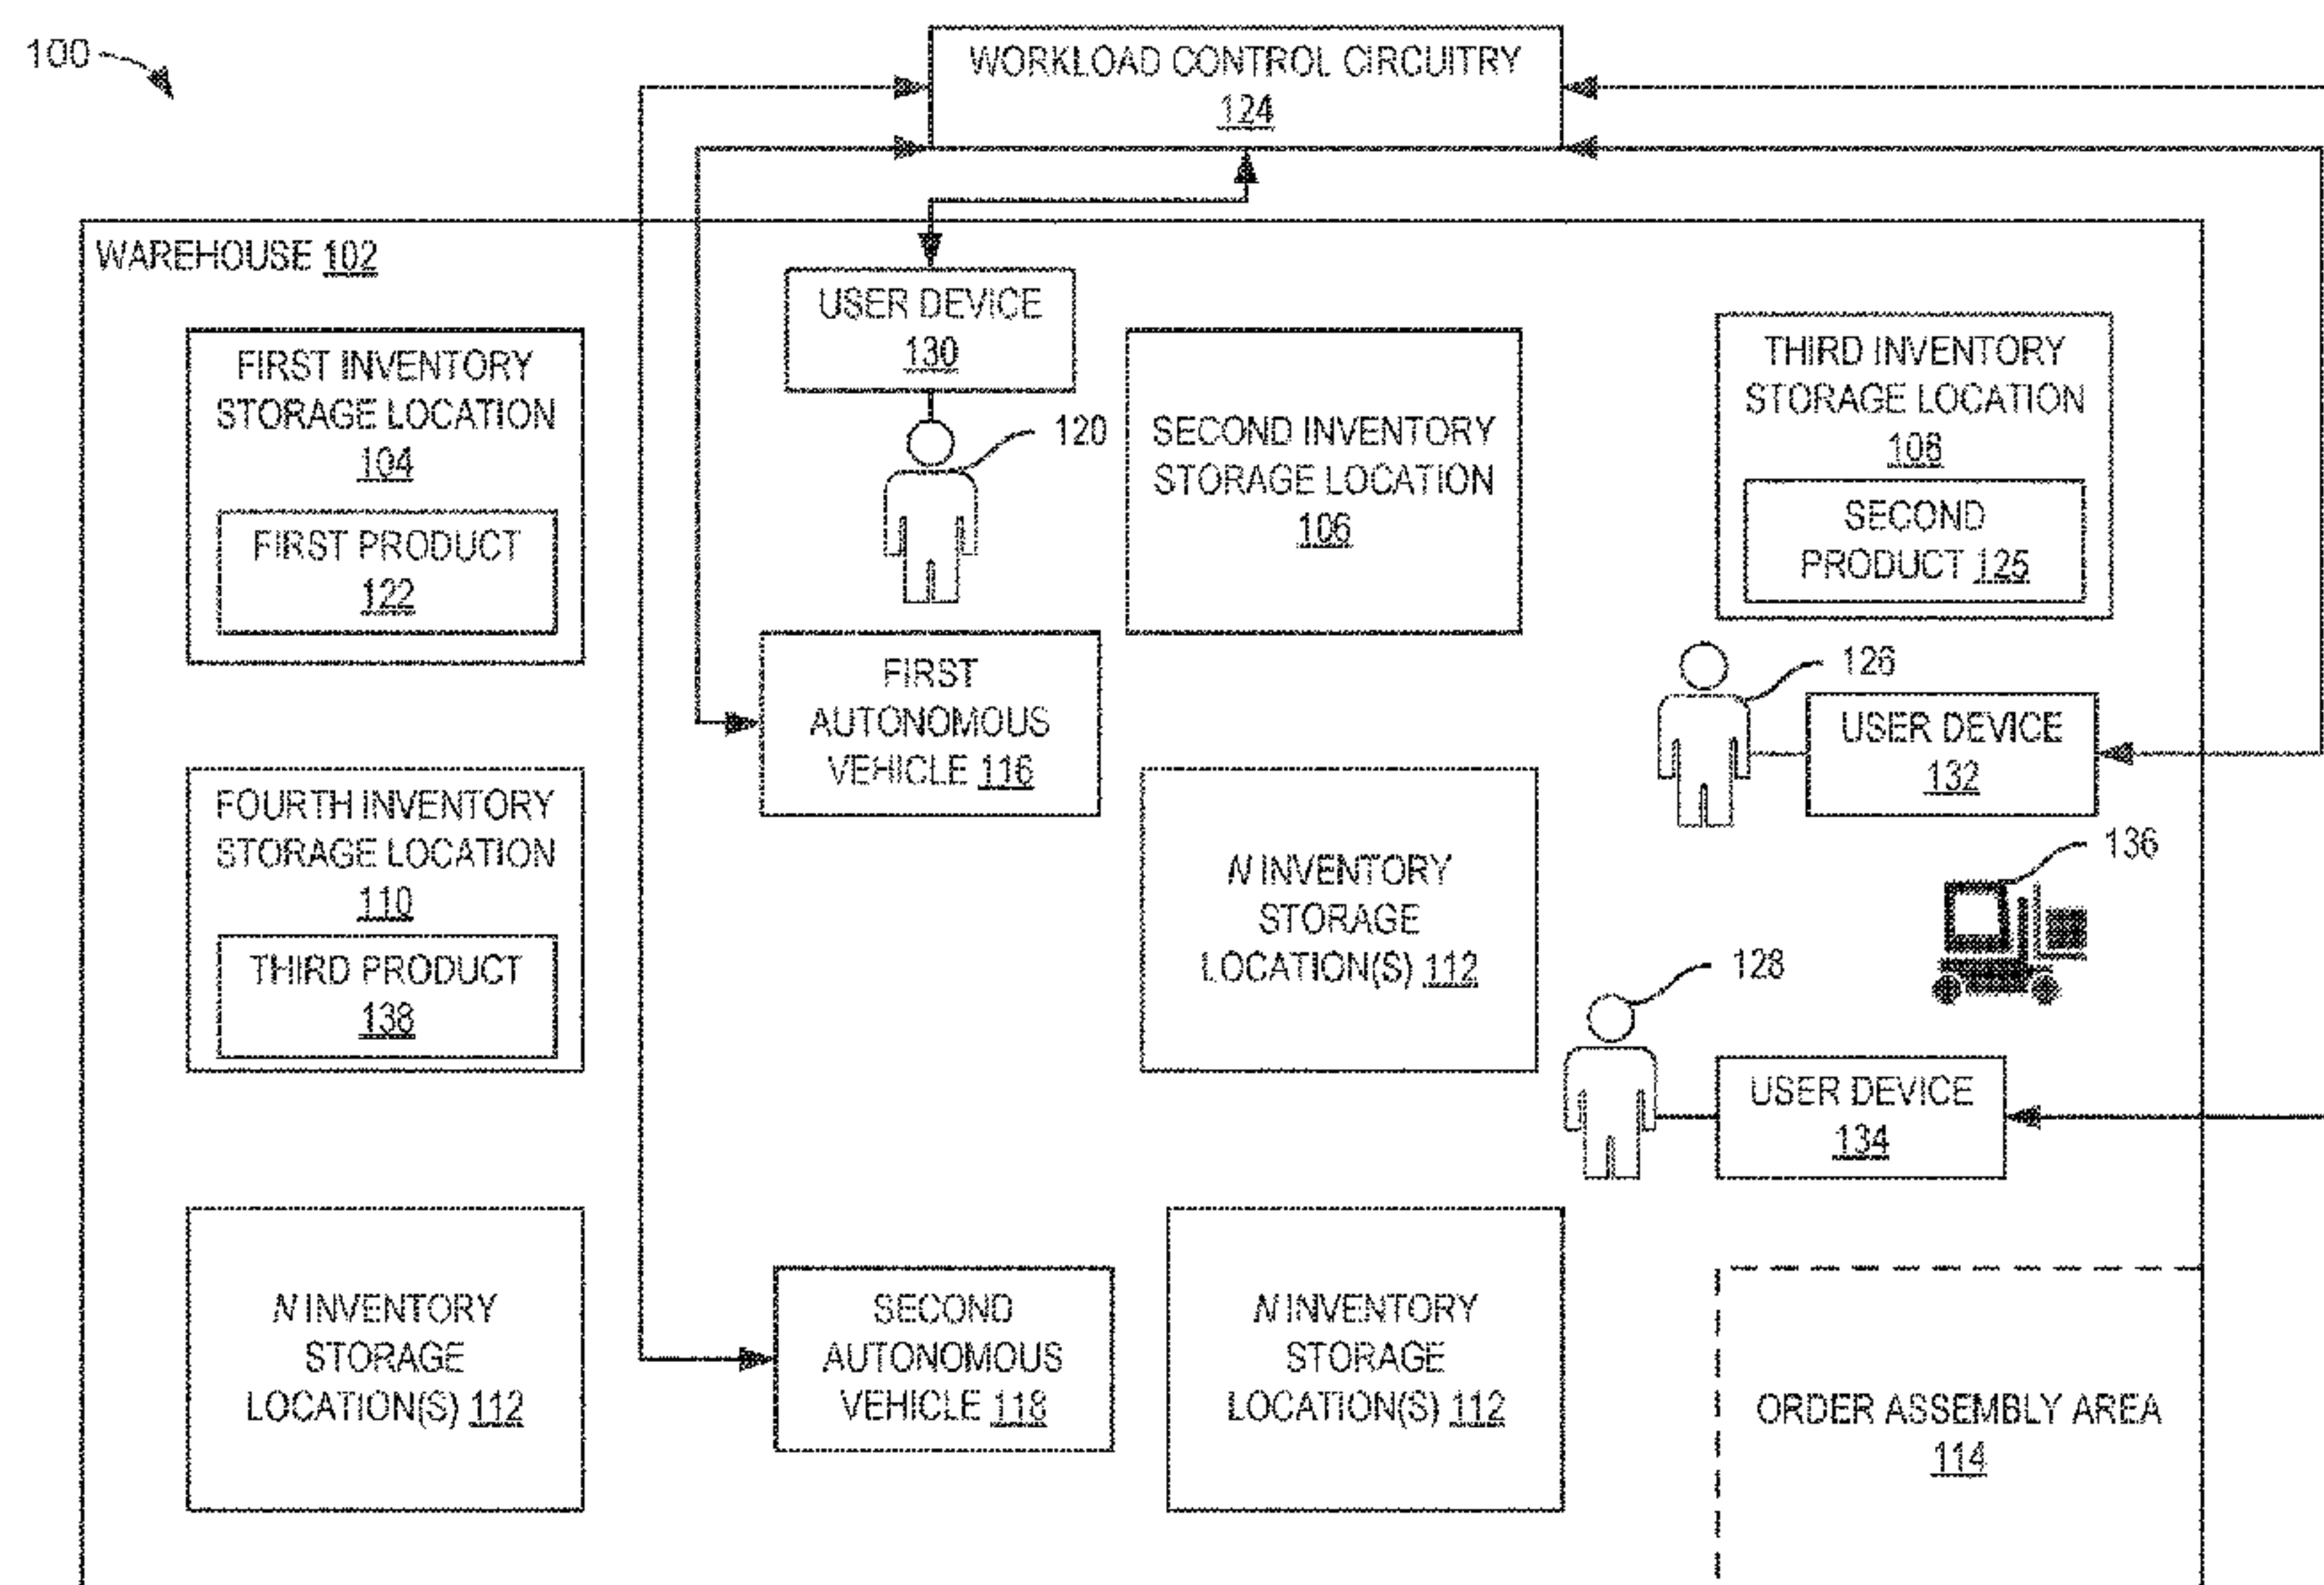 100
WORKLOAD CONTROL CIRCUITRY
124
WAREHOUSE 102
USER DEVICE
130
FIRST INVENTORY
STORAGE LOCATION
104
FIRST PRODUCT
122
120
SECOND INVENTORY
STORAGE LOCATION
106
THIRD INVENTORY
STORAGE LOCATION
108
SECOND
PRODUCT 125
FIRST
AUTONOMOUS
VEHICLE 116
126
USER DEVICE
132
FOURTH INVENTORY
STORAGE LOCATION
110
THIRD PRODUCT
138
N INVENTORY
STORAGE
LOCATION(S) 112
136
128
USER DEVICE
134
N INVENTORY
STORAGE
LOCATION(S) 112
SECOND
AUTONOMOUS
VEHICLE 118
N INVENTORY
STORAGE
LOCATION(S) 112
ORDER ASSEMBLY AREA
114